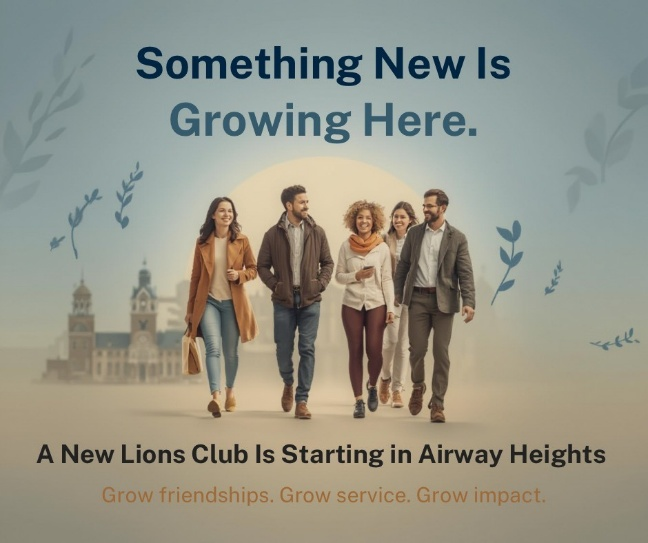 Something New Is
Growing Here.
A New Lions Club Is Starting in Airway Heights
Grow friendships. Grow service. Grow impact.